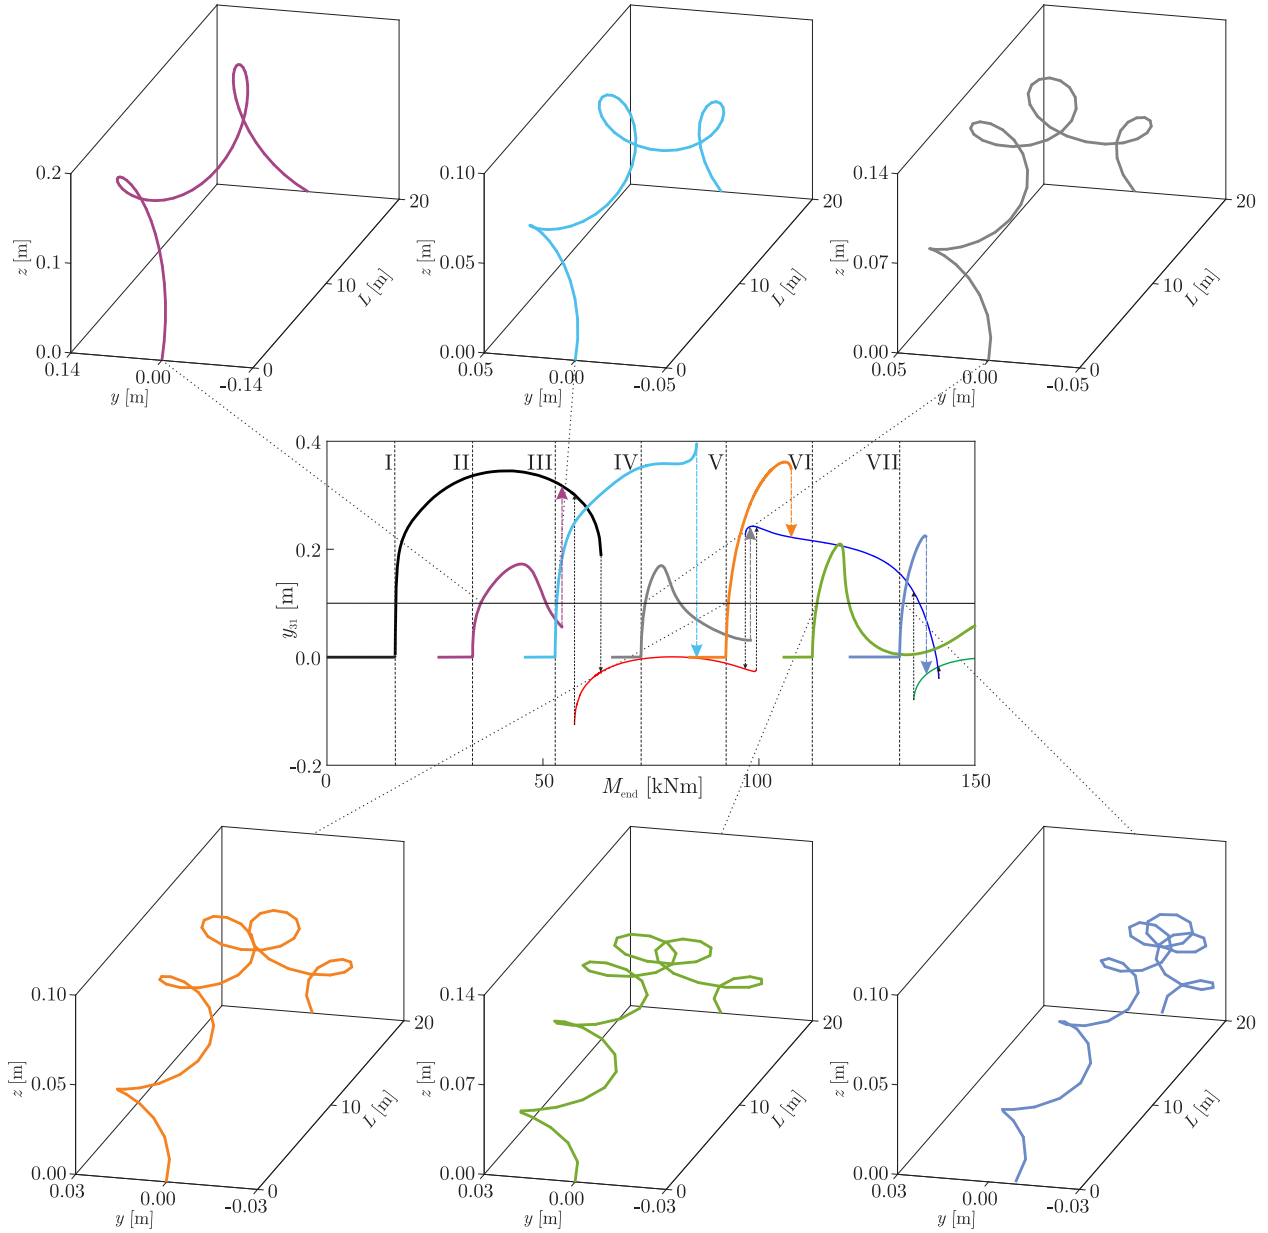 0.2
0.1
0.0
z [m]
0.14
0.00
-0.14
y [m]
0
10
20
L [m]
0.10
0.05
0.00
z [m]
0.05
0.00
-0.05
y [m]
0
10
20
L [m]
0.14
0.07
0.00
z [m]
0.05
0.00
-0.05
y [m]
0
10
20
L [m]
0.4
0.2
0.0
-0.2
y₃₁ [m]
I
II
III
IV
V
VI
VII
0
50
100
150
M_end [kNm]
0.10
0.05
0.00
z [m]
0.03
0.00
-0.03
y [m]
0
10
20
L [m]
0.14
0.07
0.00
z [m]
0.03
0.00
-0.03
y [m]
0
10
20
L [m]
0.10
0.05
0.00
z [m]
0.03
0.00
-0.03
y [m]
0
10
20
L [m]